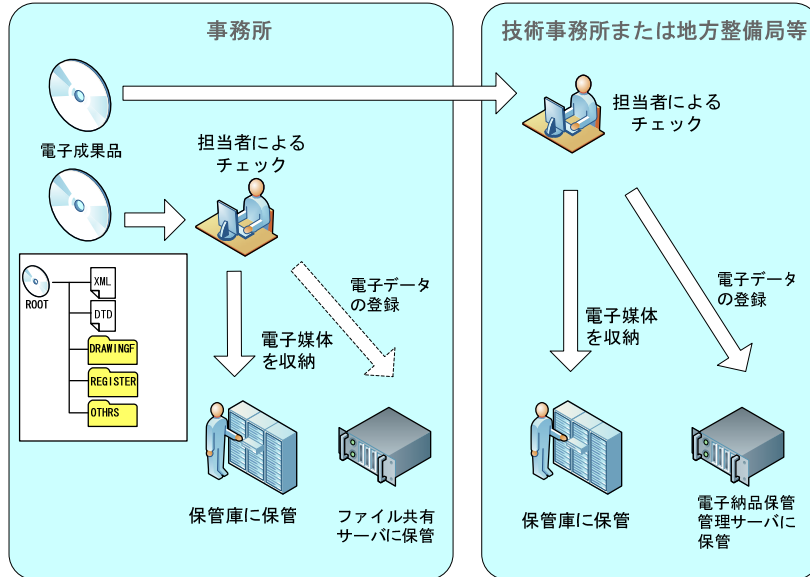 事務所
電子成果品
担当者による
チェック
ROOT
XML
DTD
DRAWINGF
REGISTER
OTHRS
電子データ
の登録
電子媒体
を収納
保管庫に保管
ファイル共有
サーバに保管
技術事務所または地方整備局等
担当者による
チェック
電子データ
の登録
電子媒体
を収納
保管庫に保管
電子納品保管
管理サーバに
保管